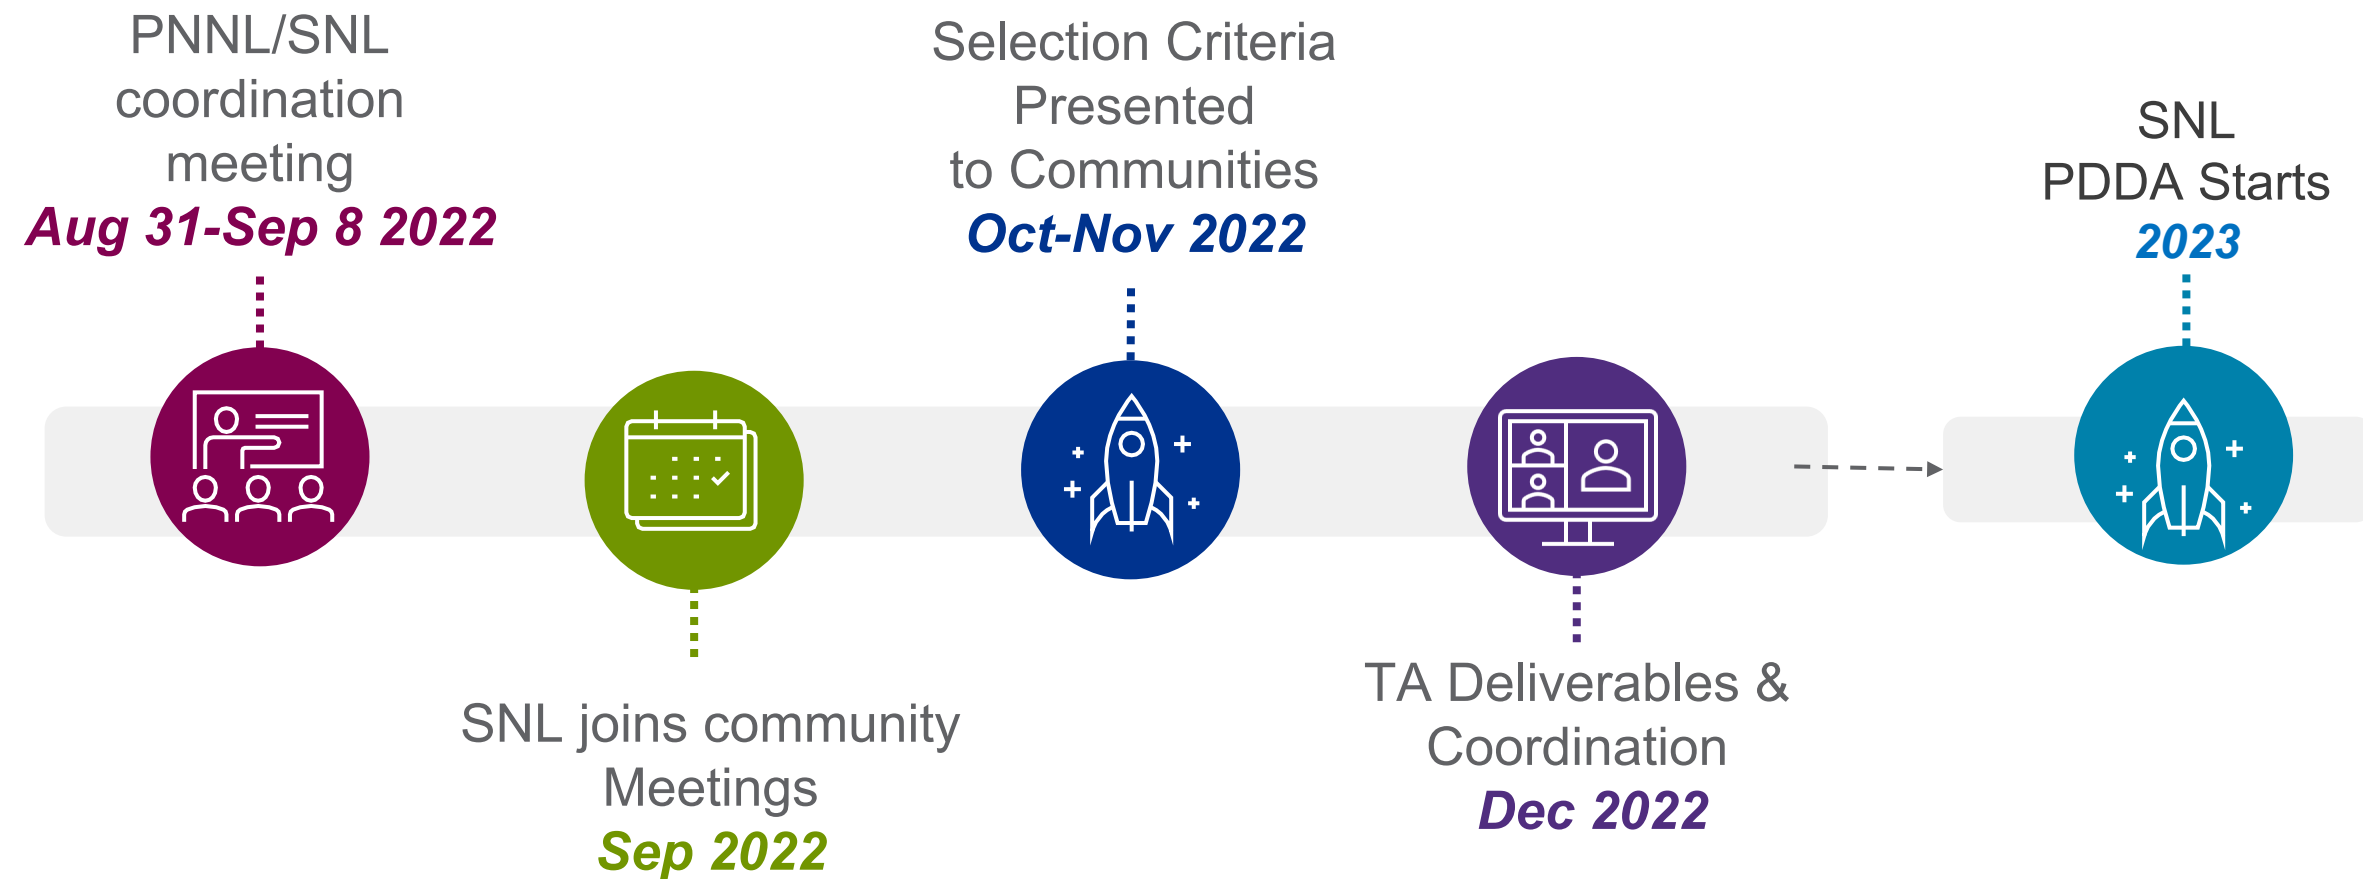 PNNL/SNL
coordination
meeting
Aug 31-Sep 8 2022
SNL joins community
Meetings
Sep 2022
Selection Criteria
Presented
to Communities
Oct-Nov 2022
TA Deliverables &
Coordination
Dec 2022
SNL
PDDA Starts
2023